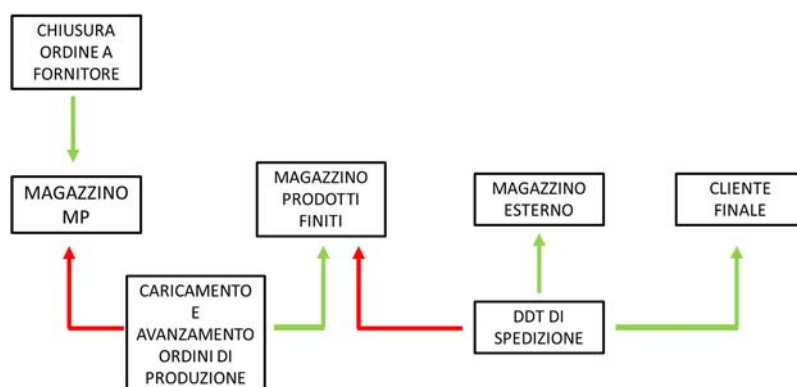 CHIUSURA
ORDINE A
FORNITORE
MAGAZZINO
MP
MAGAZZINO
PRODOTTI
FINITI
MAGAZZINO
ESTERNO
CLIENTE
FINALE
CARICAMENTO
E
AVANZAMENTO
ORDINI DI
PRODUZIONE
DDT DI
SPEDIZIONE